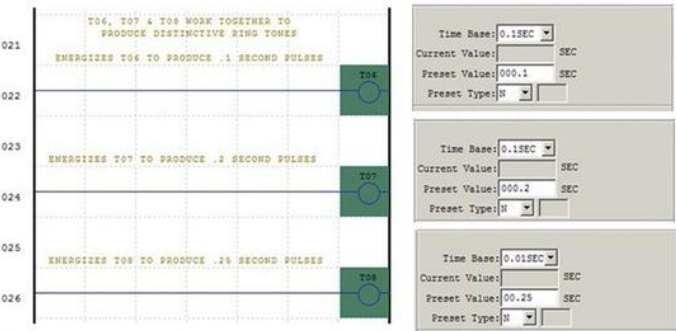 T06, T07 & T08 WORK TOGETHER TO
PRODUCE DISTINCTIVE RING TONES
021
ENERGIZES T06 TO PRODUCE .1 SECOND PULSES
T06
022
023
ENERGIZES T07 TO PRODUCE .2 SECOND PULSES
T07
024
025
ENERGIZES T08 TO PRODUCE .25 SECOND PULSES
T08
026
Time Base: 0.1SEC
Current Value: SEC
Preset Value: 000.1 SEC
Preset Type: N
Time Base: 0.1SEC
Current Value: SEC
Preset Value: 000.2 SEC
Preset Type: N
Time Base: 0.01SEC
Current Value: SEC
Preset Value: 00.25 SEC
Preset Type: N